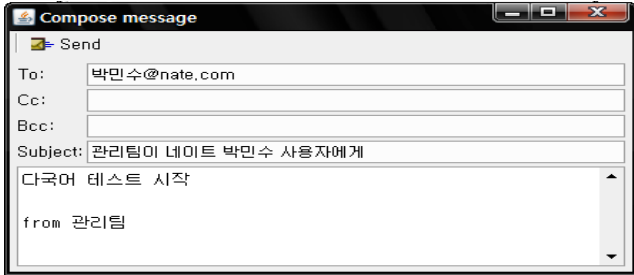 Compose message
Send
To: 박민수@nate.com
Cc:
Bcc:
Subject: 관리팀이 네이트 박민수 사용자에게
다국어 테스트 시작
from 관리팀